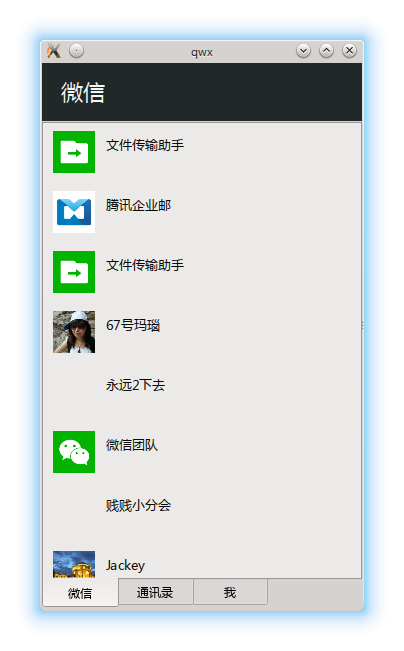 qwx
微信
文件传输助手
腾讯企业邮
文件传输助手
67号玛瑙
永远2下去
微信团队
贱贱小分会
Jackey
微信
通讯录
我